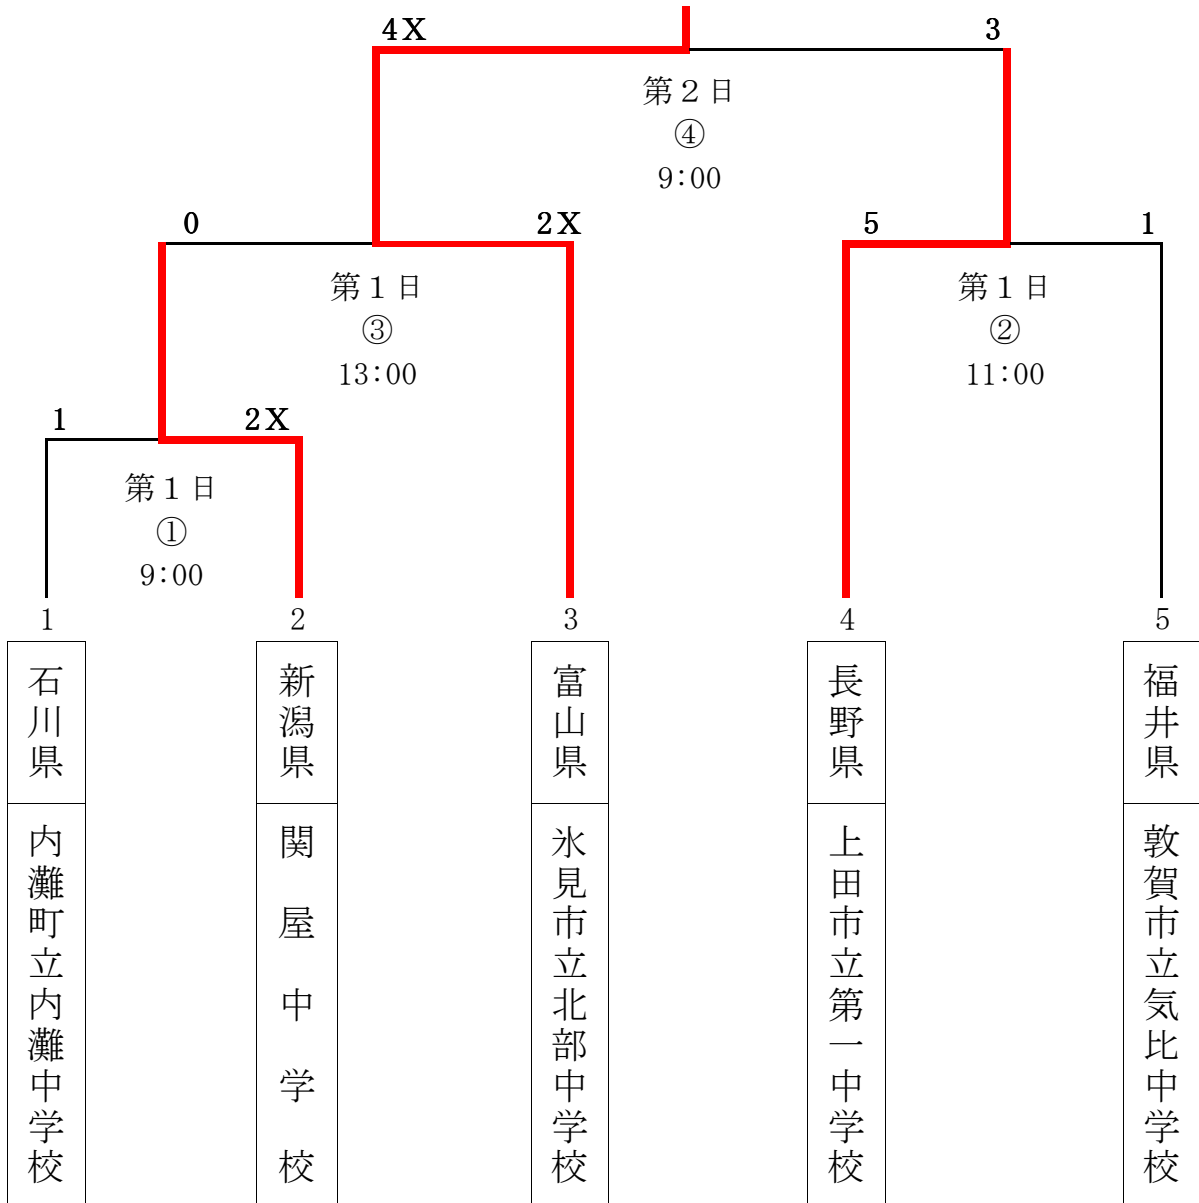 4X
3
第２日
④
9:00
0
2X
5
1
第１日
③
13:00
第１日
②
11:00
1
2X
第１日
①
9:00
1
2
3
4
5
石川県
新潟県
富山県
長野県
福井県
内灘町立内灘中学校
関屋中学校
氷見市立北部中学校
上田市立第一中学校
敦賀市立気比中学校